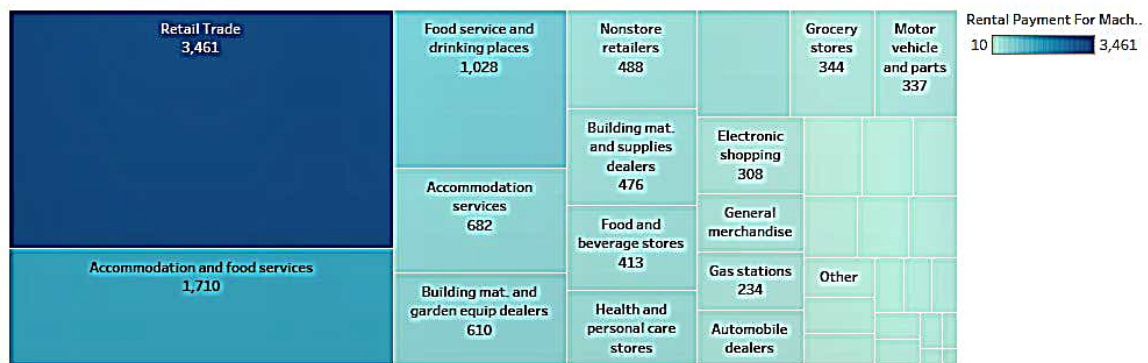 Retail Trade
3,461
Accommodation and food services
1,710
Food service and
drinking places
1,028
Accommodation
services
682
Building mat. and
garden equip dealers
610
Nonstore
retailers
488
Building mat.
and supplies
dealers
476
Food and
beverage stores
413
Health and
personal care
stores
Grocery
stores
344
Motor
vehicle
and parts
337
Electronic
shopping
308
General
merchandise
Gas stations
234
Automobile
dealers
Other
Rental Payment For Mach..
10 3,461